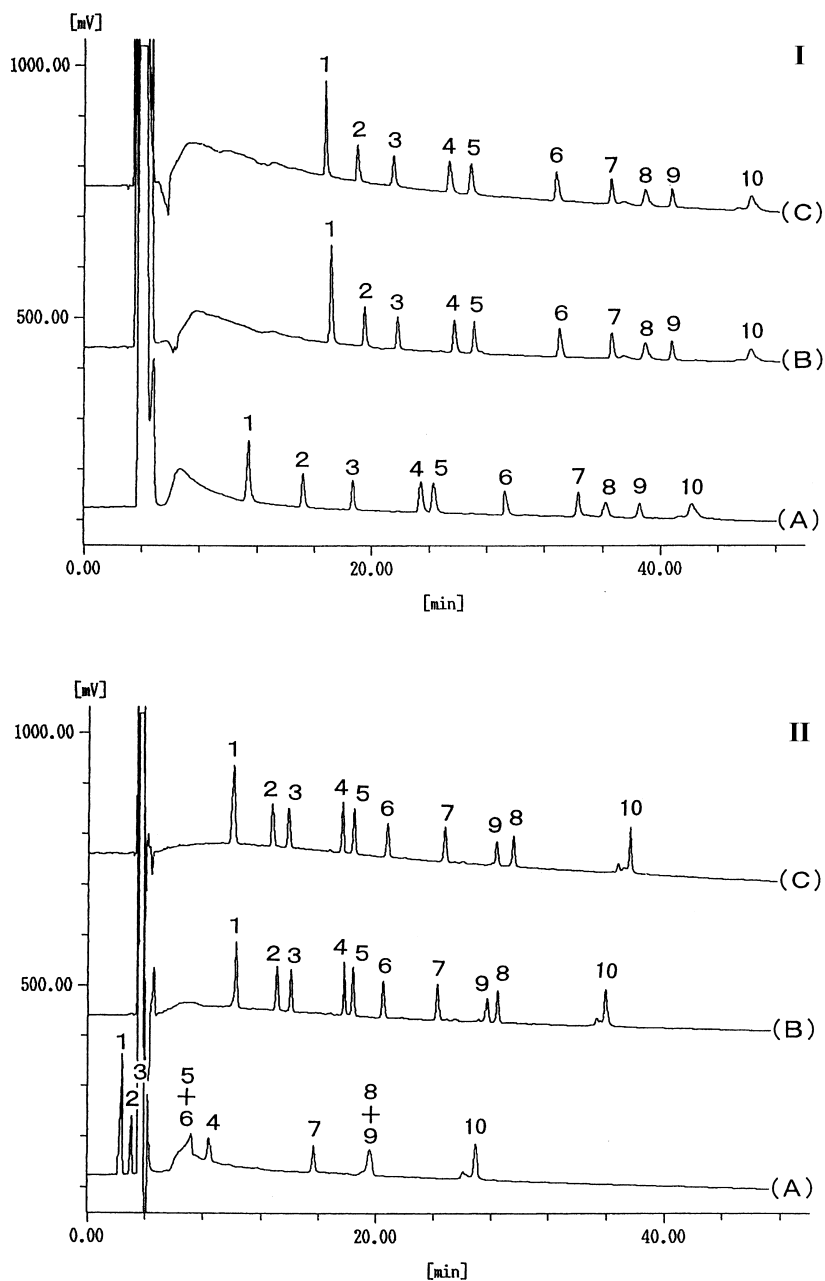 [mV]
I
1000.00
1 2 3 4 5 6 7 8 9 10
(C)
500.00
1 2 3 4 5 6 7 8 9 10
(B)
1 2 3 4 5 6 7 8 9 10
(A)
0.00 20.00 40.00
[min]
[mV]
II
1000.00
1 2 3 4 5 6 7 9 8 10
(C)
500.00
1 2 3 4 5 6 7 9 8 10
(B)
1 2 3 5 + 6 4 7 8 + 9 10
(A)
0.00 20.00 40.00
[min]